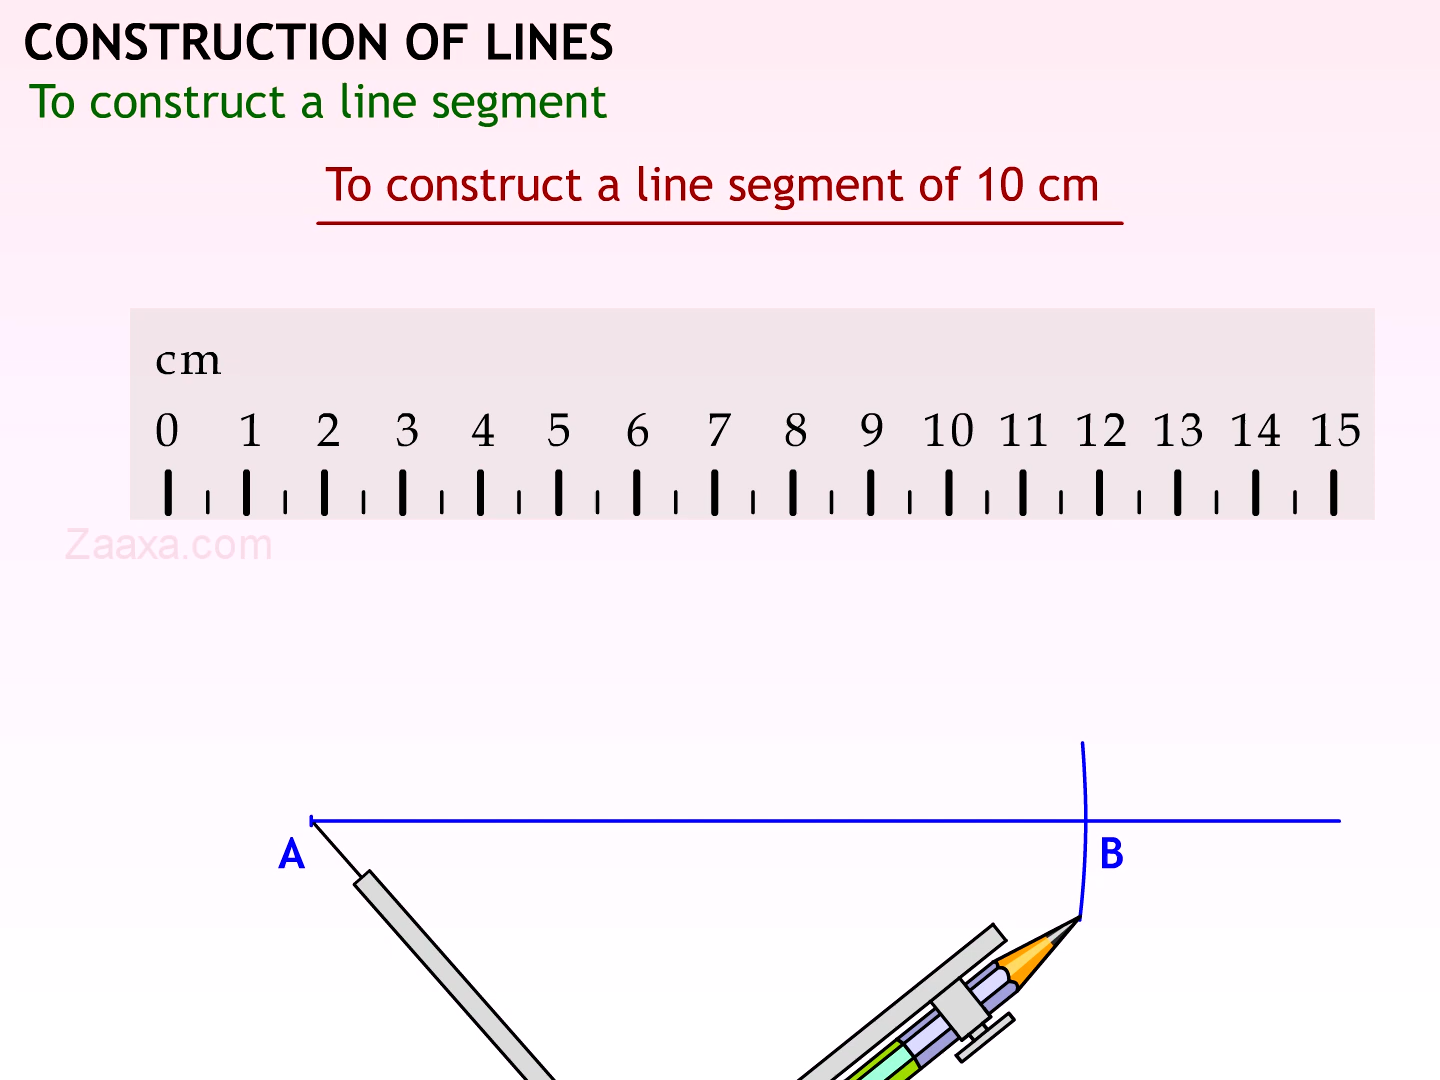 CONSTRUCTION OF LINES
To construct a line segment
To construct a line segment of 10 cm
cm
0 1 2 3 4 5 6 7 8 9 10 11 12 13 14 15
Zaaxa.com
A B